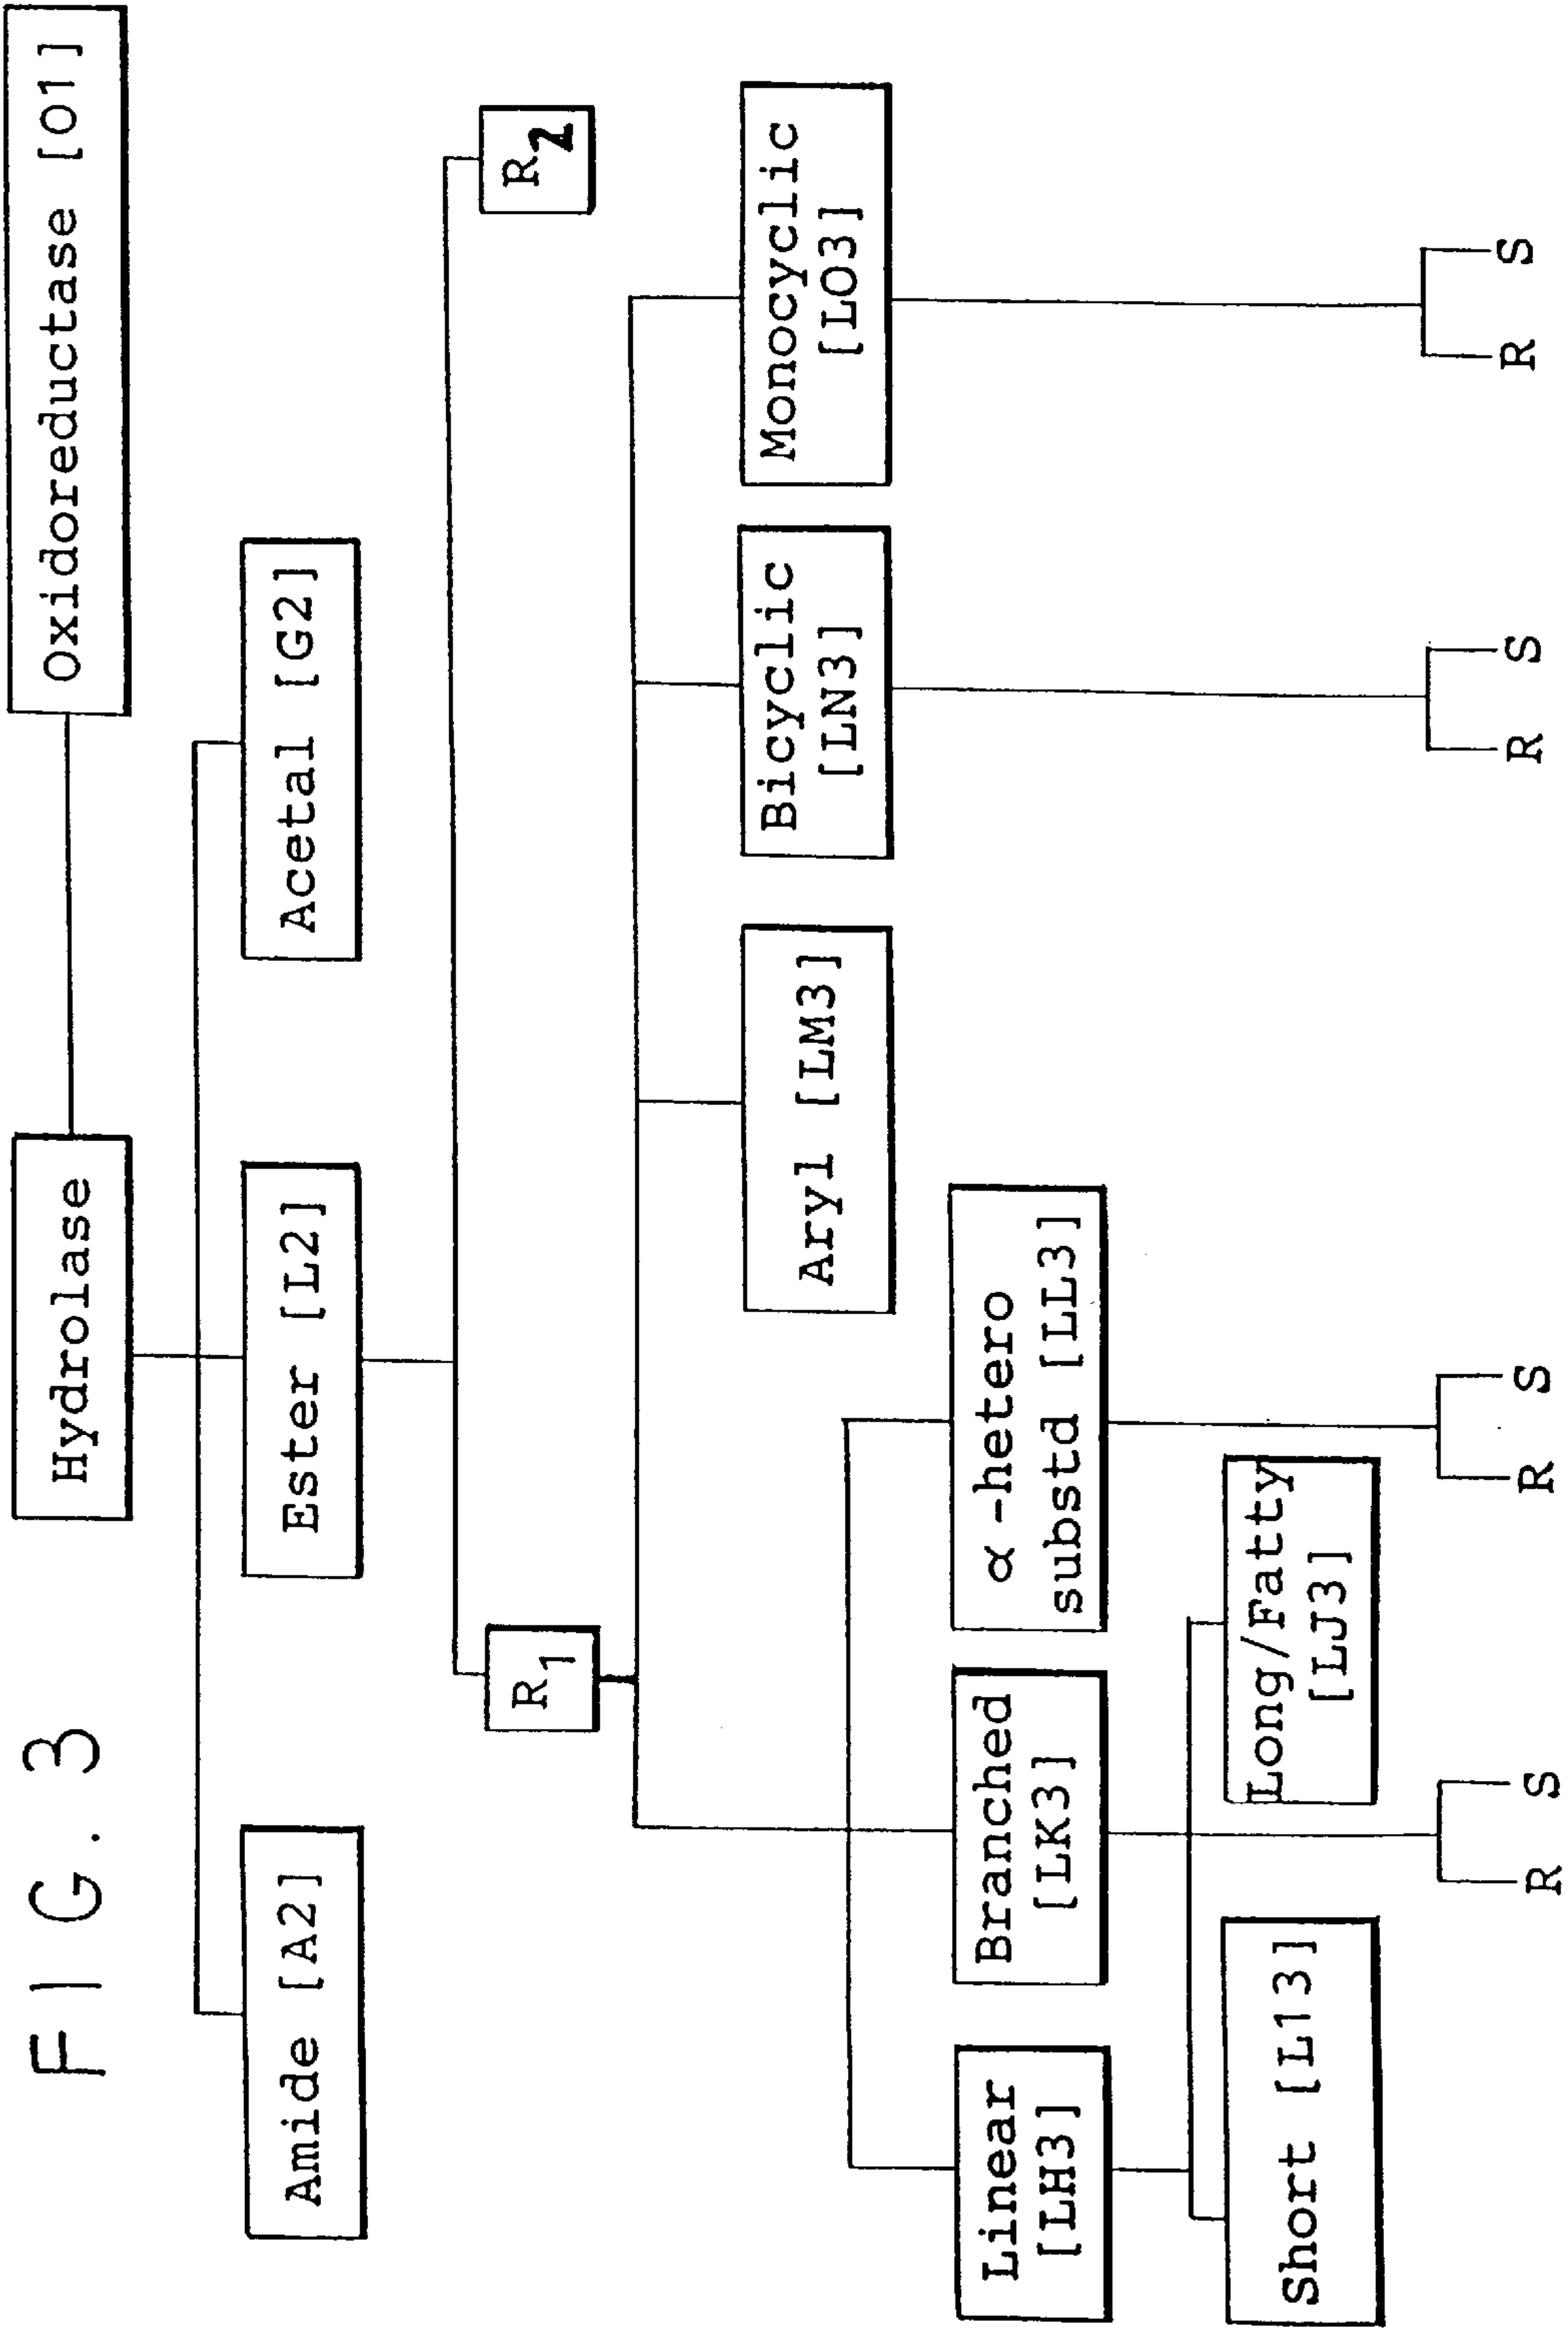 FIG. 3
Hydrolase
Oxidoreductase [O1]
Amide [A2]
Ester [L2]
Acetal [G2]
R1
R2
Aryl [LM3]
Bicyclic
[LN3]
Monocyclic
[LO3]
Linear
[LH3]
Branched
[LK3]
α-hetero
substd [LL3]
Short [L13]
Long/Fatty
[LJ3]
R S
R S
R S
R S